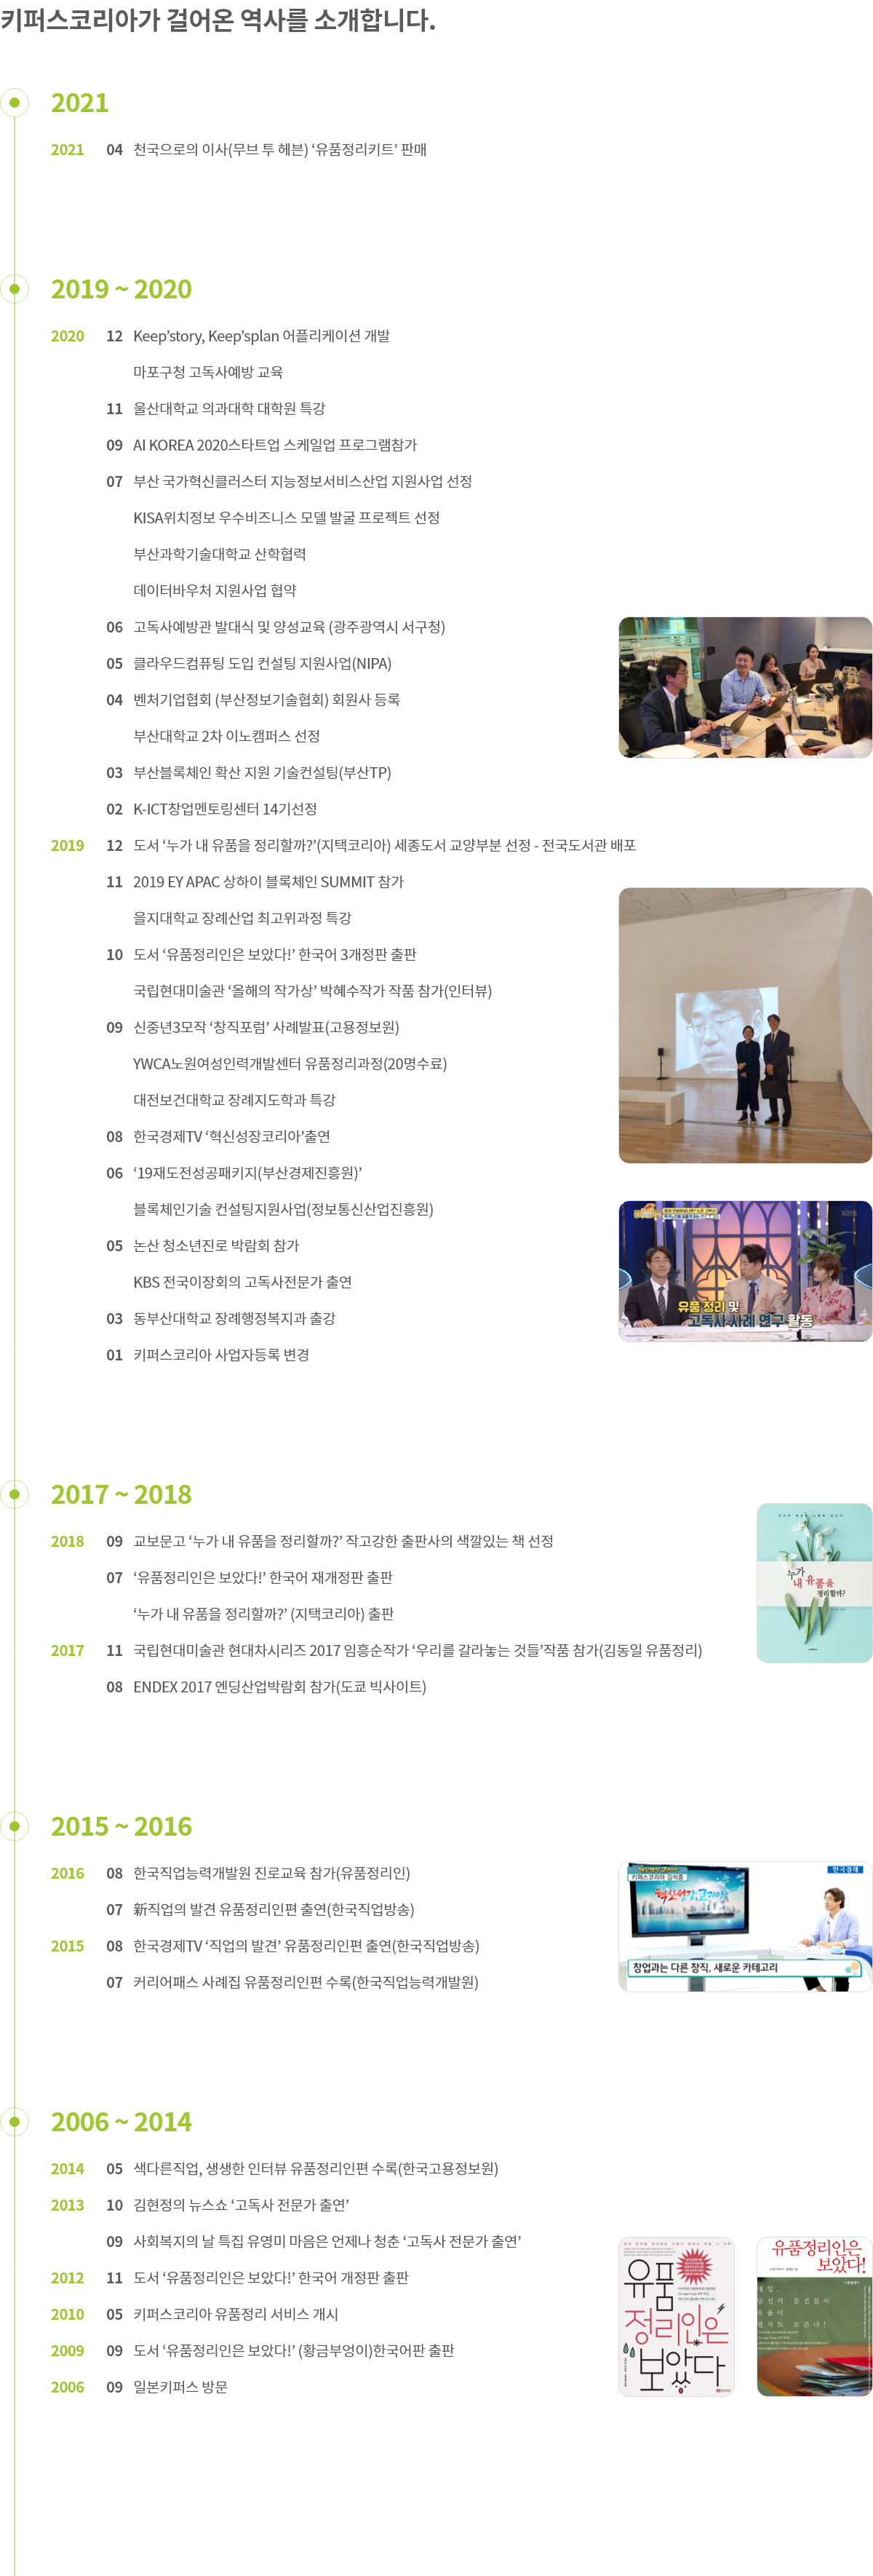 키퍼스코리아가 걸어온 역사를 소개합니다.
2021
2021 04 천국으로의 이사(무브 투 헤븐) ‘유품정리키트’ 판매
2019 ~ 2020
2020 12 Keep’story, Keep’splan 어플리케이션 개발
마포구청 고독사예방 교육
11 울산대학교 의과대학 대학원 특강
09 AI KOREA 2020스타트업 스케일업 프로그램참가
07 부산 국가혁신클러스터 지능정보서비스산업 지원사업 선정
KISA위치정보 우수비즈니스 모델 발굴 프로젝트 선정
부산과학기술대학교 산학협력
데이터바우처 지원사업 협약
06 고독사예방관 발대식 및 양성교육 (광주광역시 서구청)
05 클라우드컴퓨팅 도입 컨설팅 지원사업(NIPA)
04 벤처기업협회 (부산정보기술협회) 회원사 등록
부산대학교 2차 이노캠퍼스 선정
03 부산블록체인 확산 지원 기술컨설팅(부산TP)
02 K-ICT창업멘토링센터 14기선정
2019 12 도서 ‘누가 내 유품을 정리할까?’(지택코리아) 세종도서 교양부분 선정 - 전국도서관 배포
11 2019 EY APAC 상하이 블록체인 SUMMIT 참가
을지대학교 장례산업 최고위과정 특강
10 도서 ‘유품정리인은 보았다!’ 한국어 3개정판 출판
국립현대미술관 ‘올해의 작가상’ 박혜수작가 작품 참가(인터뷰)
09 신중년3모작 ‘창직포럼’ 사례발표(고용정보원)
YWCA노원여성인력개발센터 유품정리과정(20명수료)
대전보건대학교 장례지도학과 특강
08 한국경제TV ‘혁신성장코리아’출연
06 ‘19재도전성공패키지(부산경제진흥원)’
블록체인기술 컨설팅지원사업(정보통신산업진흥원)
05 논산 청소년진로 박람회 참가
KBS 전국이장회의 고독사전문가 출연
03 동부산대학교 장례행정복지과 출강
01 키퍼스코리아 사업자등록 변경
KBS
유품 정리 및
고독사 사례 연구 활동
2017 ~ 2018
2018 09 교보문고 ‘누가 내 유품을 정리할까?’ 작고강한 출판사의 색깔있는 책 선정
07 ‘유품정리인은 보았다!’ 한국어 재개정판 출판
‘누가 내 유품을 정리할까?’ (지택코리아) 출판
2017 11 국립현대미술관 현대차시리즈 2017 임흥순작가 ‘우리를 갈라놓는 것들’작품 참가(김동일 유품정리)
08 ENDEX 2017 엔딩산업박람회 참가(도쿄 빅사이트)
누가
내 유품을
정리할까?
2015 ~ 2016
2016 08 한국직업능력개발원 진로교육 참가(유품정리인)
07 新직업의 발견 유품정리인편 출연(한국직업방송)
2015 08 한국경제TV ‘직업의 발견’ 유품정리인편 출연(한국직업방송)
07 커리어패스 사례집 유품정리인편 수록(한국직업능력개발원)
키퍼스코리아 김석중
한국경제
혁신성장,코리아
창업과는 다른 창직, 새로운 카테고리
2006 ~ 2014
2014 05 색다른직업, 생생한 인터뷰 유품정리인편 수록(한국고용정보원)
2013 10 김현정의 뉴스쇼 ‘고독사 전문가 출연’
09 사회복지의 날 특집 유영미 마음은 언제나 청춘 ‘고독사 전문가 출연’
2012 11 도서 ‘유품정리인은 보았다!’ 한국어 개정판 출판
2010 05 키퍼스코리아 유품정리 서비스 개시
2009 09 도서 ‘유품정리인은 보았다!’ (황금부엉이)한국어판 출판
2006 09 일본키퍼스 방문
유품
정리인은
보았다
유품정리인은
보았다!
내일,
당신의 물건들이
유품이
될지도 모른다!